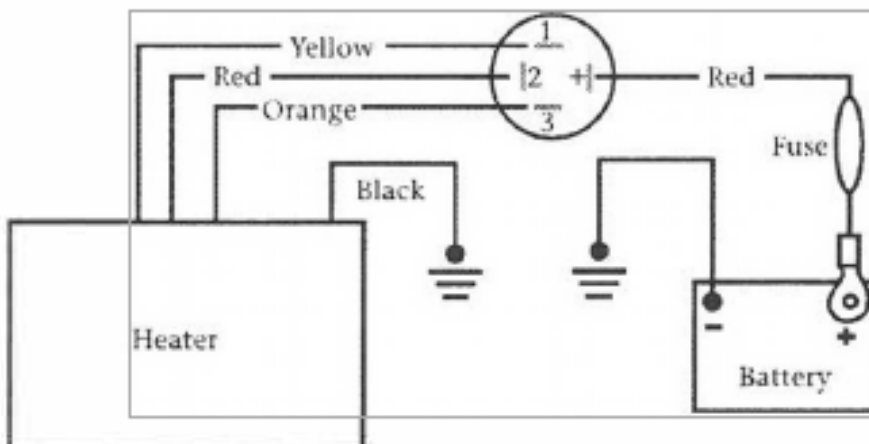 1
Yellow
Red
2
+
Red
Orange
3
Fuse
Black
Heater
-
+
Battery